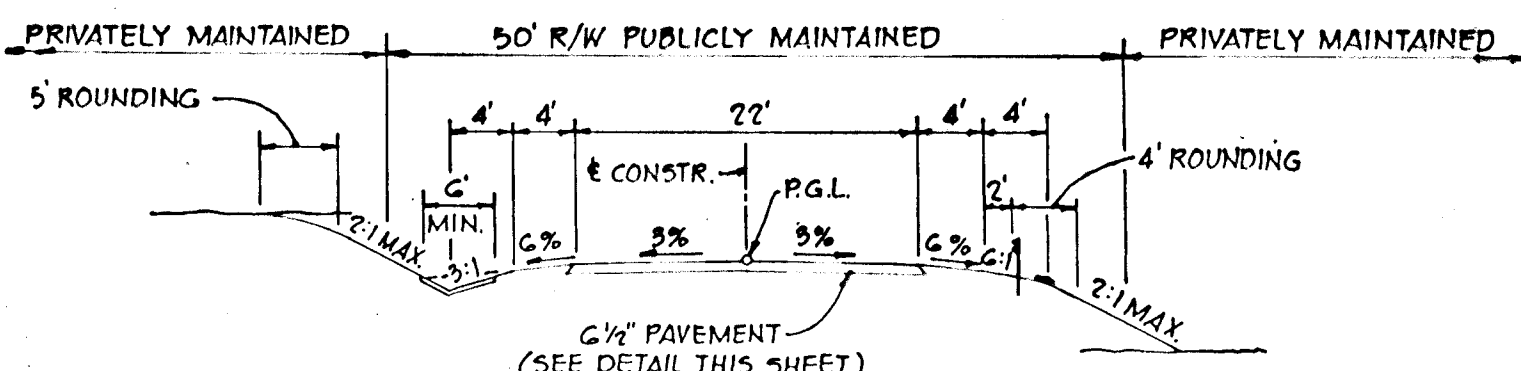 PRIVATELY MAINTAINED
50' R/W PUBLICLY MAINTAINED
PRIVATELY MAINTAINED
5' ROUNDING
4'
4'
22'
4'
4'
4' ROUNDING
℄ CONSTR.
P.G.L.
6'
MIN.
2'
2:1 MAX.
3:1
6%
3%
3%
6%
6:1
2:1 MAX.
6½" PAVEMENT
(SEE DETAIL THIS SHEET)